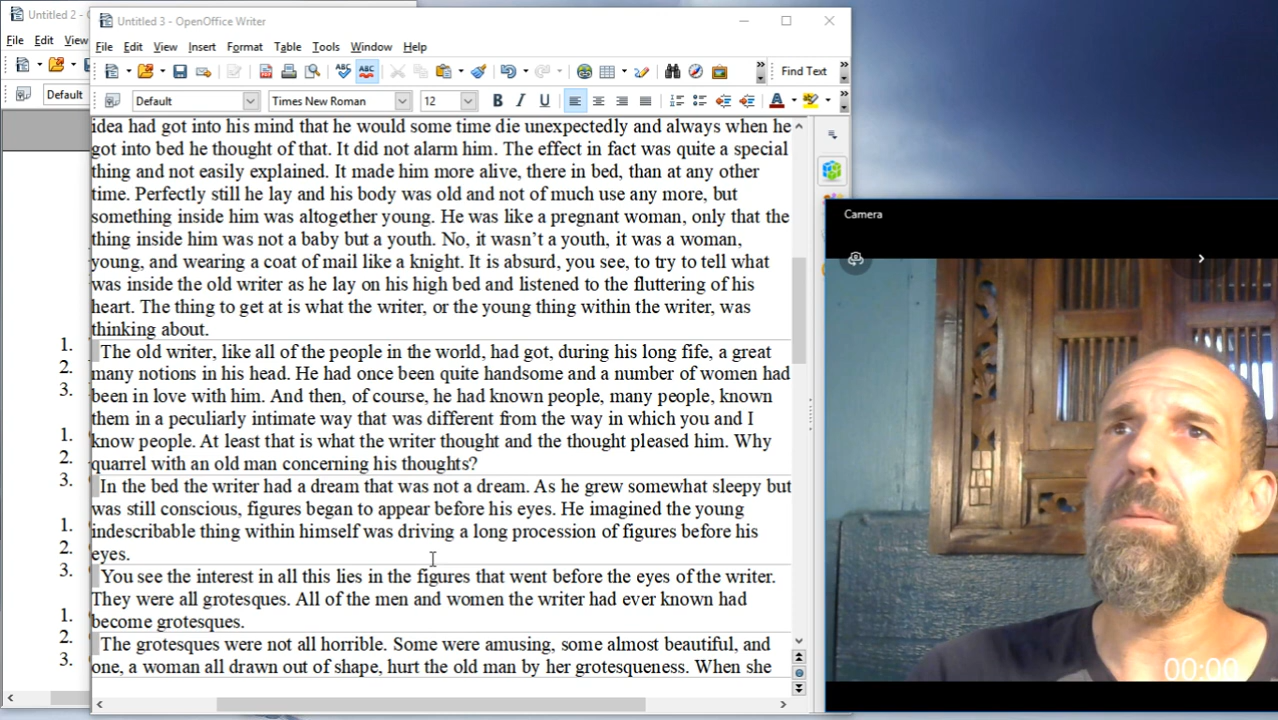 Untitled 2 -
File Edit View
Default
Untitled 3 - OpenOffice Writer
File Edit View Insert Format Table Tools Window Help
Find Text
Default Times New Roman 12 B I U A
idea had got into his mind that he would some time die unexpectedly and always when he
got into bed he thought of that. It did not alarm him. The effect in fact was quite a special
thing and not easily explained. It made him more alive, there in bed, than at any other
time. Perfectly still he lay and his body was old and not of much use any more, but
something inside him was altogether young. He was like a pregnant woman, only that the
thing inside him was not a baby but a youth. No, it wasn’t a youth, it was a woman,
young, and wearing a coat of mail like a knight. It is absurd, you see, to try to tell what
was inside the old writer as he lay on his high bed and listened to the fluttering of his
heart. The thing to get at is what the writer, or the young thing within the writer, was
thinking about.
The old writer, like all of the people in the world, had got, during his long fife, a great
many notions in his head. He had once been quite handsome and a number of women had
been in love with him. And then, of course, he had known people, many people, known
them in a peculiarly intimate way that was different from the way in which you and I
know people. At least that is what the writer thought and the thought pleased him. Why
quarrel with an old man concerning his thoughts?
In the bed the writer had a dream that was not a dream. As he grew somewhat sleepy but
was still conscious, figures began to appear before his eyes. He imagined the young
indescribable thing within himself was driving a long procession of figures before his
eyes.
You see the interest in all this lies in the figures that went before the eyes of the writer.
They were all grotesques. All of the men and women the writer had ever known had
become grotesques.
The grotesques were not all horrible. Some were amusing, some almost beautiful, and
ne, a woman all drawn out of shape, hurt the old man by her grotesqueness. When she
1.
2.
3.
1.
2.
3.
1.
2.
3.
1.
2.
3.
Camera
00:00